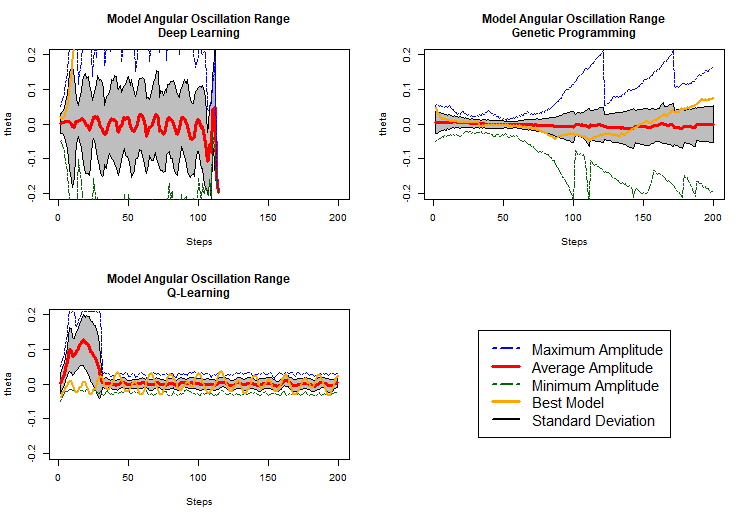 Model Angular Oscillation Range
Deep Learning
theta
0.2
0.1
0.0
-0.1
-0.2
0 50 100 150 200
Steps
Model Angular Oscillation Range
Genetic Programming
theta
0.2
0.1
0.0
-0.1
-0.2
0 50 100 150 200
Steps
Model Angular Oscillation Range
Q-Learning
theta
0.2
0.1
0.0
-0.1
-0.2
0 50 100 150 200
Steps
Maximum Amplitude
Average Amplitude
Minimum Amplitude
Best Model
Standard Deviation